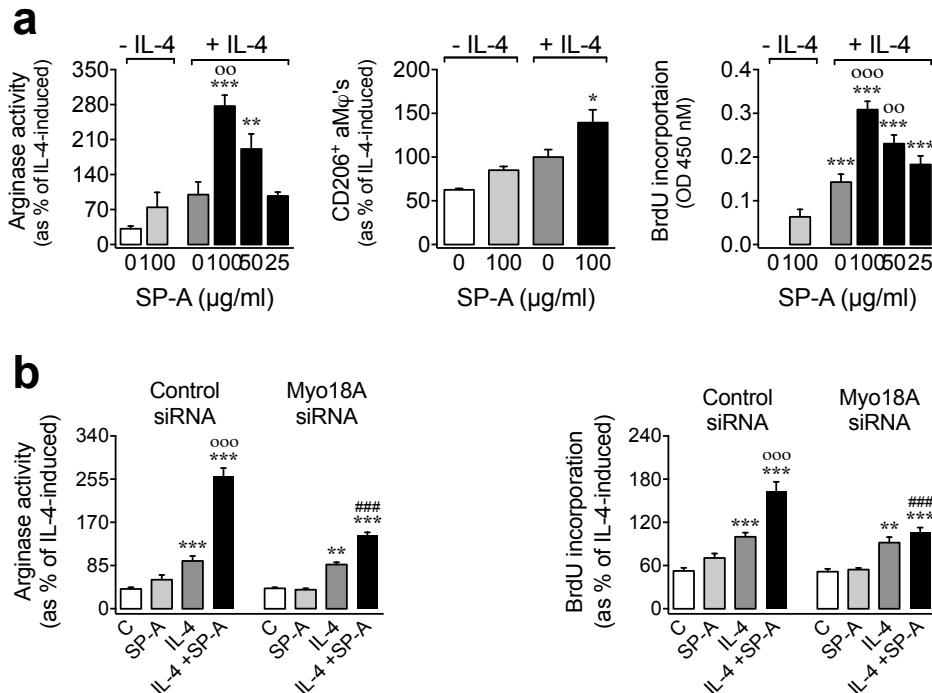 a
- IL-4 + IL-4
Arginase activity
(as % of IL-4-induced)
350
280
210
140
70
0
oo
***
**
0 100 0 100 50 25
SP-A (µg/ml)
- IL-4 + IL-4
CD206+ aMφ's
(as % of IL-4-induced)
200
150
100
50
0
*
0 100 0 100
SP-A (µg/ml)
- IL-4 + IL-4
BrdU incorportaion
(OD 450 nM)
0.4
0.3
0.2
0.1
0.0
***
ooo
***
oo
***
***
0 100 0 100 50 25
SP-A (µg/ml)
b
Control
siRNA
Myo18A
siRNA
Arginase activity
(as % of IL-4-induced)
340
255
170
85
0
***
ooo
***
**
###
***
C SP-A IL-4 IL-4 +SP-A C SP-A IL-4 IL-4 +SP-A
Control
siRNA
Myo18A
siRNA
BrdU incorporation
(as % of IL-4-induced)
240
180
120
60
0
***
ooo
***
**
###
***
C SP-A IL-4 IL-4 +SP-A C SP-A IL-4 IL-4 +SP-A